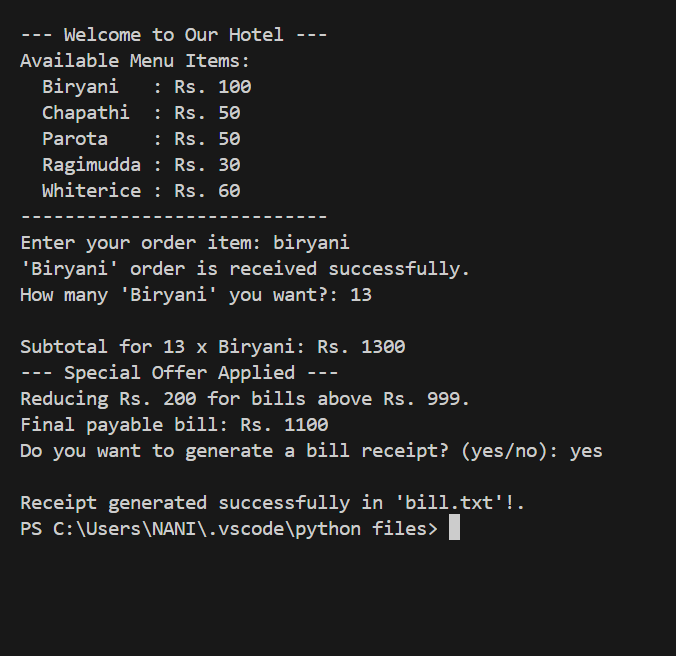 --- Welcome to Our Hotel ---
Available Menu Items:
  Biryani   : Rs. 100
  Chapathi  : Rs. 50
  Parota    : Rs. 50
  Ragimudda : Rs. 30
  Whiterice : Rs. 60
----------------------------
Enter your order item: biryani
'Biryani' order is received successfully.
How many 'Biryani' you want?: 13

Subtotal for 13 x Biryani: Rs. 1300
--- Special Offer Applied ---
Reducing Rs. 200 for bills above Rs. 999.
Final payable bill: Rs. 1100
Do you want to generate a bill receipt? (yes/no): yes

Receipt generated successfully in 'bill.txt'!.
PS C:\Users\NANI\.vscode\python files>